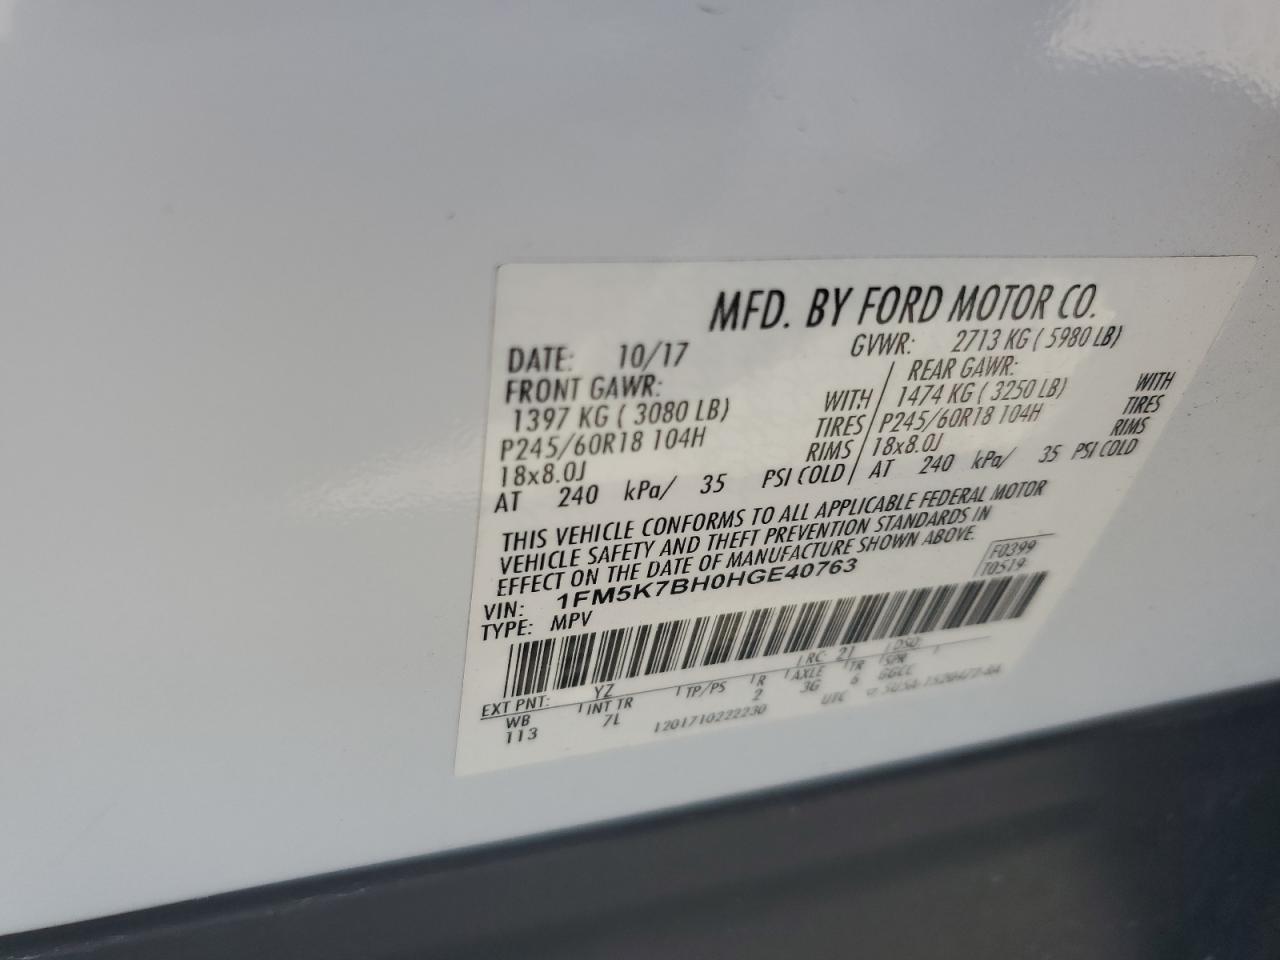 MFD. BY FORD MOTOR CO.
DATE: 10/17 GVWR: 2713 KG ( 5980 LB)
FRONT GAWR: REAR GAWR:
1397 KG ( 3080 LB) WITH 1474 KG ( 3250 LB) WITH
P245/60R18 104H TIRES P245/60R18 104H TIRES
18x8.0J RIMS 18x8.0J RIMS
AT 240 kPa/ 35 PSI COLD AT 240 kPa/ 35 PSI COLD
THIS VEHICLE CONFORMS TO ALL APPLICABLE FEDERAL MOTOR
VEHICLE SAFETY AND THEFT PREVENTION STANDARDS IN
EFFECT ON THE DATE OF MANUFACTURE SHOWN ABOVE.
F0399
T0519
VIN: 1FM5K7BH0HGE40763
TYPE: MPV
EXT PNT: YZ RC: 21 DSO:
WB INT TR TP/PS R AXLE TR SPR
113 7L 2 3G 6 GGCC
1201710222230 UTC